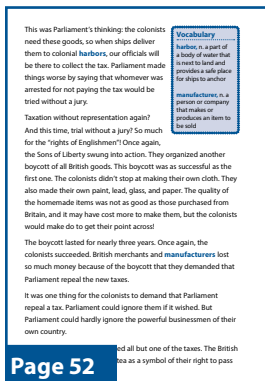 This was Parliament's thinking: the colonists
need these goods, so when ships deliver
them to colonial harbors, our officials will
be there to collect the tax. Parliament made
things worse by saying that whomever was
arrested for not paying the tax would be
tried without a jury.
Vocabulary
harbor, n. a part of
a body of water that
is next to land and
provides a safe place
for ships to anchor
manufacturer, n. a
person or company
that makes or
produces an item to
be sold
Taxation without representation again?
And this time, trial without a jury? So much
for the "rights of Englishmen"! Once again,
the Sons of Liberty swung into action. They organized another
boycott of all British goods. This boycott was as successful as the
first one. The colonists didn't stop at making their own cloth. They
also made their own paint, lead, glass, and paper. The quality of
the homemade items was not as good as those purchased from
Britain, and it may have cost more to make them, but the colonists
would make do to get their point across!
The boycott lasted for nearly three years. Once again, the
colonists succeeded. British merchants and manufacturers lost
so much money because of the boycott that they demanded that
Parliament repeal the new taxes.
It was one thing for the colonists to demand that Parliament
repeal a tax. Parliament could ignore them if it wished. But
Parliament could hardly ignore the powerful businessmen of their
own country.
ed all but one of the taxes. The British
tea as a symbol of their right to pass
Page 52